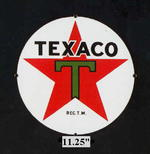 TEXACO
T
REG. T.M.
11.25"